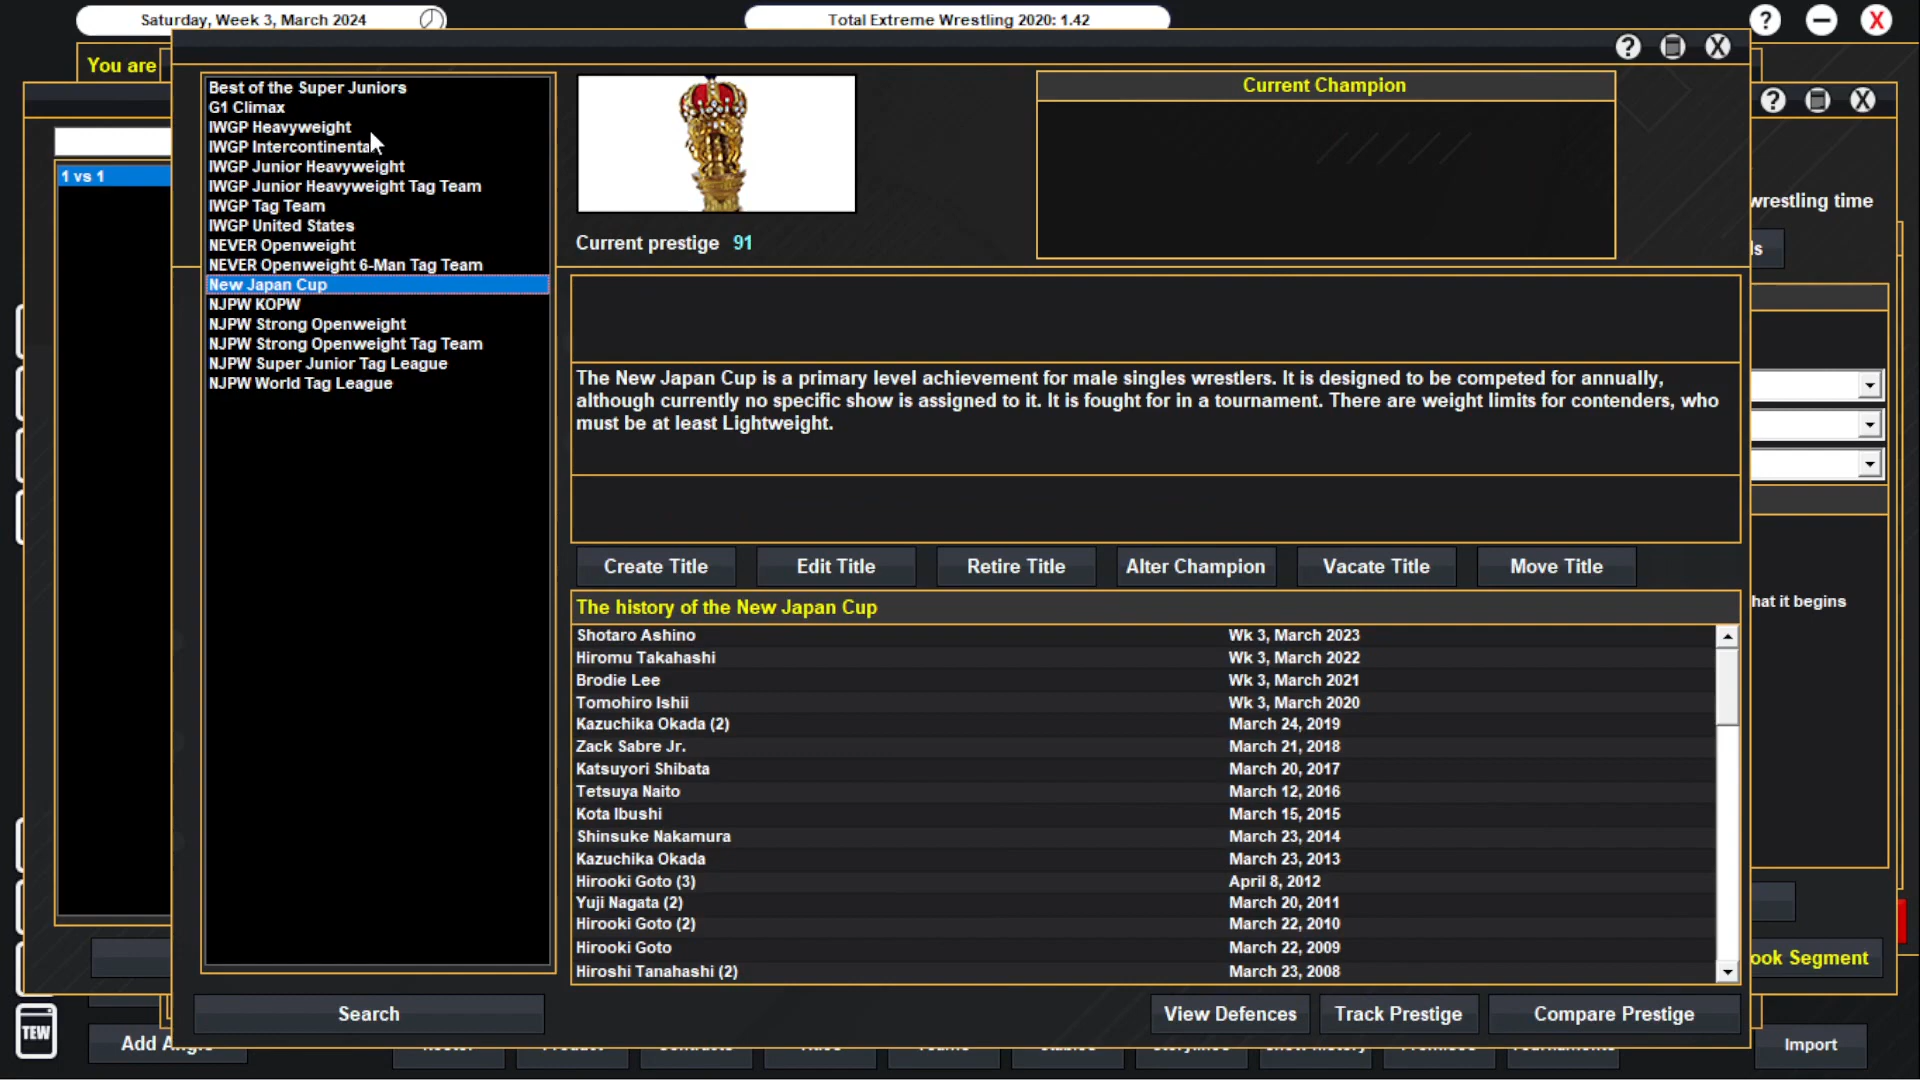 Saturday, Week 3, March 2024
Total Extreme Wrestling 2020: 1.42
? X
You are
? X
? X
1 vs 1
Best of the Super Juniors
G1 Climax
IWGP Heavyweight
IWGP Intercontinental
IWGP Junior Heavyweight
IWGP Junior Heavyweight Tag Team
IWGP Tag Team
IWGP United States
NEVER Openweight
NEVER Openweight 6-Man Tag Team
New Japan Cup
NJPW KOPW
NJPW Strong Openweight
NJPW Strong Openweight Tag Team
NJPW Super Junior Tag League
NJPW World Tag League
Current prestige 91
Current Champion
wrestling time
ls
The New Japan Cup is a primary level achievement for male singles wrestlers. It is designed to be competed for annually,
although currently no specific show is assigned to it. It is fought for in a tournament. There are weight limits for contenders, who
must be at least Lightweight.
Create Title Edit Title Retire Title Alter Champion Vacate Title Move Title
The history of the New Japan Cup
hat it begins
Shotaro Ashino Wk 3, March 2023
Hiromu Takahashi Wk 3, March 2022
Brodie Lee Wk 3, March 2021
Tomohiro Ishii Wk 3, March 2020
Kazuchika Okada (2) March 24, 2019
Zack Sabre Jr. March 21, 2018
Katsuyori Shibata March 20, 2017
Tetsuya Naito March 12, 2016
Kota Ibushi March 15, 2015
Shinsuke Nakamura March 23, 2014
Kazuchika Okada March 23, 2013
Hirooki Goto (3) April 8, 2012
Yuji Nagata (2) March 20, 2011
Hirooki Goto (2) March 22, 2010
Hirooki Goto March 22, 2009
Hiroshi Tanahashi (2) March 23, 2008
ook Segment
Search View Defences Track Prestige Compare Prestige
TEW
Add Angle
Import